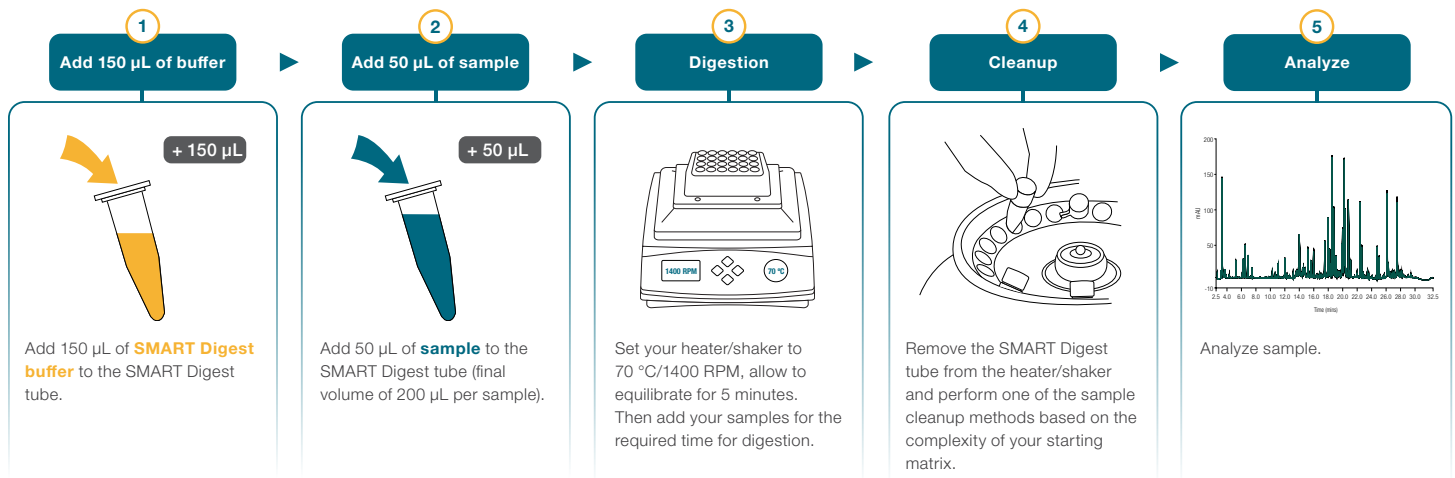 1
Add 150 µL of buffer
+ 150 µL
Add 150 µL of SMART Digest
buffer to the SMART Digest
tube.
2
Add 50 µL of sample
+ 50 µL
Add 50 µL of sample to the
SMART Digest tube (final
volume of 200 µL per sample).
3
Digestion
1400 RPM
70 °C
Set your heater/shaker to
70 °C/1400 RPM, allow to
equilibrate for 5 minutes.
Then add your samples for the
required time for digestion.
4
Cleanup
Remove the SMART Digest
tube from the heater/shaker
and perform one of the sample
cleanup methods based on the
complexity of your starting
matrix.
5
Analyze
200
150
100
50
-10
mAU
2.5 4.0 6.0 8.0 10.0 12.0 14.0 16.0 18.0 20.0 22.0 24.0 26.0 28.0 30.0 32.5
Time (mins)
Analyze sample.